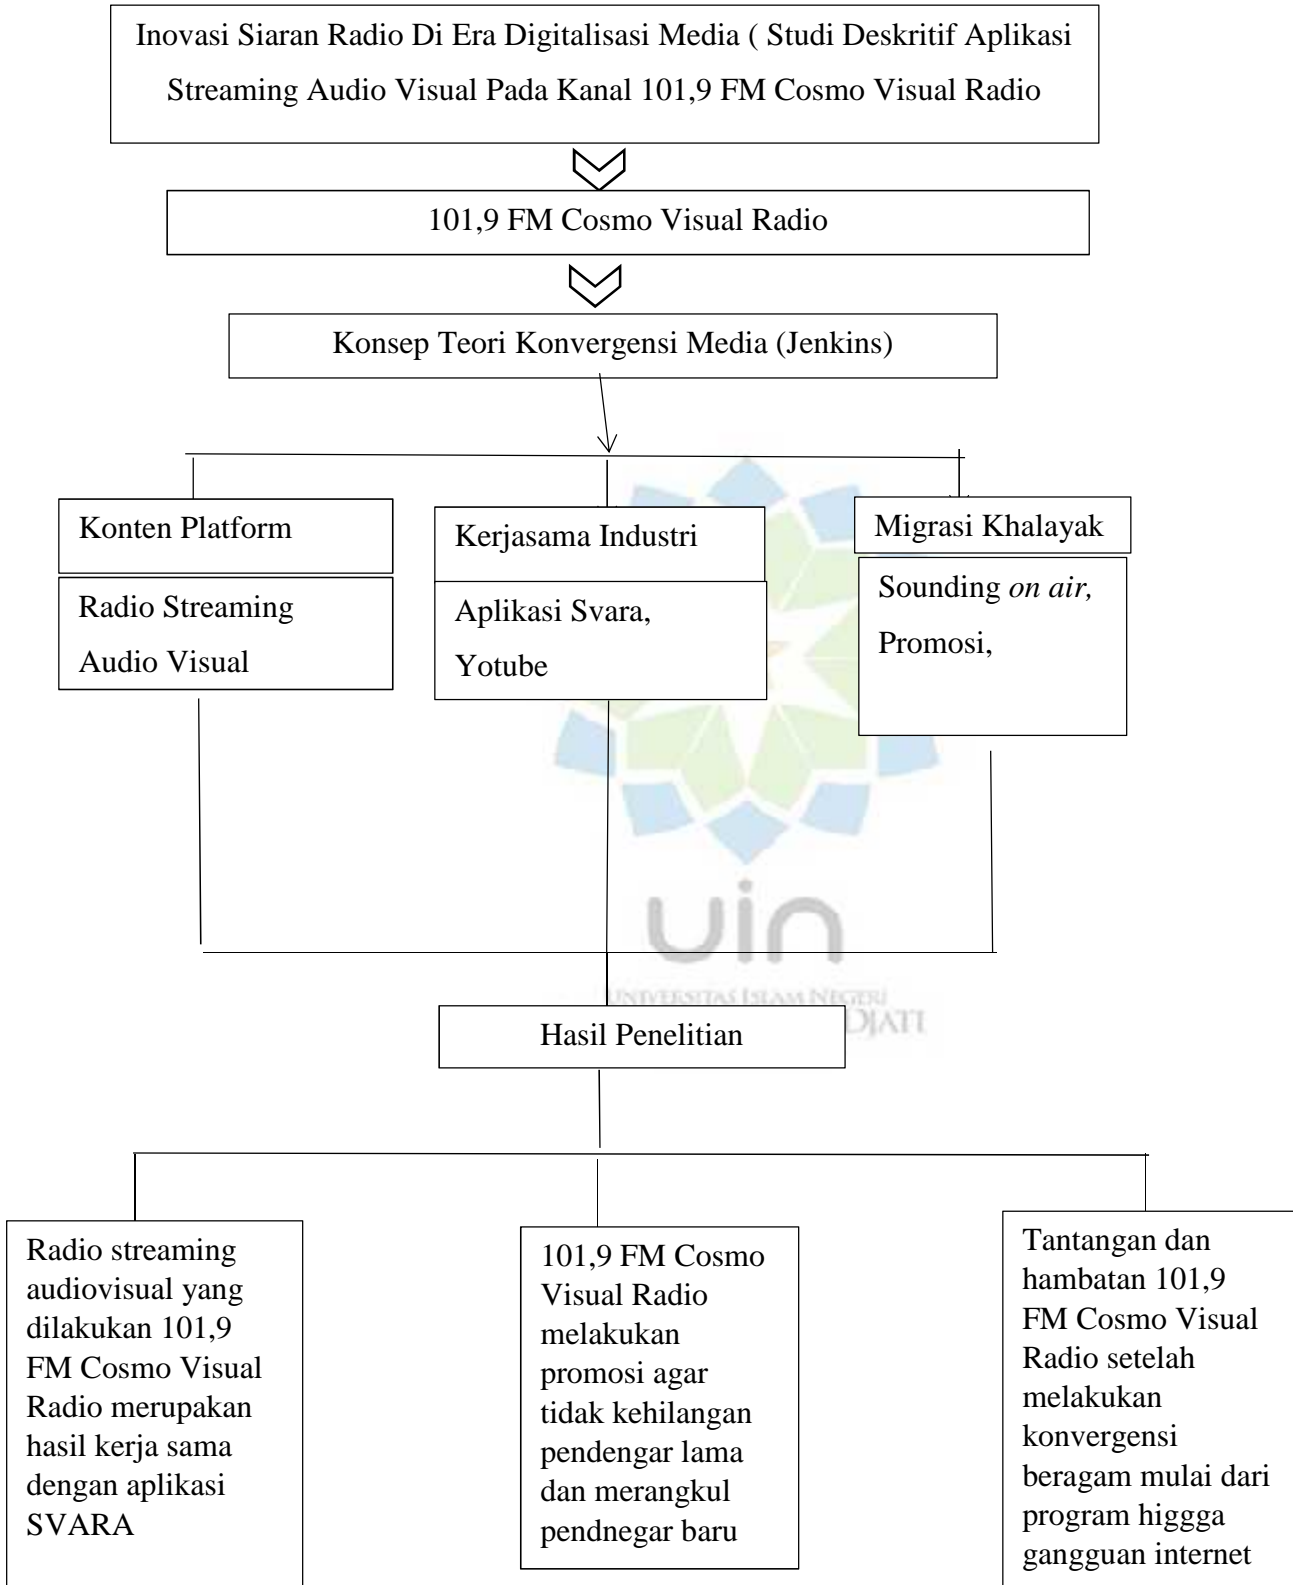 Inovasi Siaran Radio Di Era Digitalisasi Media ( Studi Deskritif Aplikasi
Streaming Audio Visual Pada Kanal 101,9 FM Cosmo Visual Radio
101,9 FM Cosmo Visual Radio
Konsep Teori Konvergensi Media (Jenkins)
Konten Platform
Radio Streaming
Audio Visual
Kerjasama Industri
Aplikasi Svara,
Yotube
Migrasi Khalayak
Sounding on air,
Promosi,
uin
UNIVERSITAS ISLAM NEGERI
DJATI
Hasil Penelitian
Radio streaming
audiovisual yang
dilakukan 101,9
FM Cosmo Visual
Radio merupakan
hasil kerja sama
dengan aplikasi
SVARA
101,9 FM Cosmo
Visual Radio
melakukan
promosi agar
tidak kehilangan
pendengar lama
dan merangkul
pendnegar baru
Tantangan dan
hambatan 101,9
FM Cosmo Visual
Radio setelah
melakukan
konvergensi
beragam mulai dari
program higgga
gangguan internet